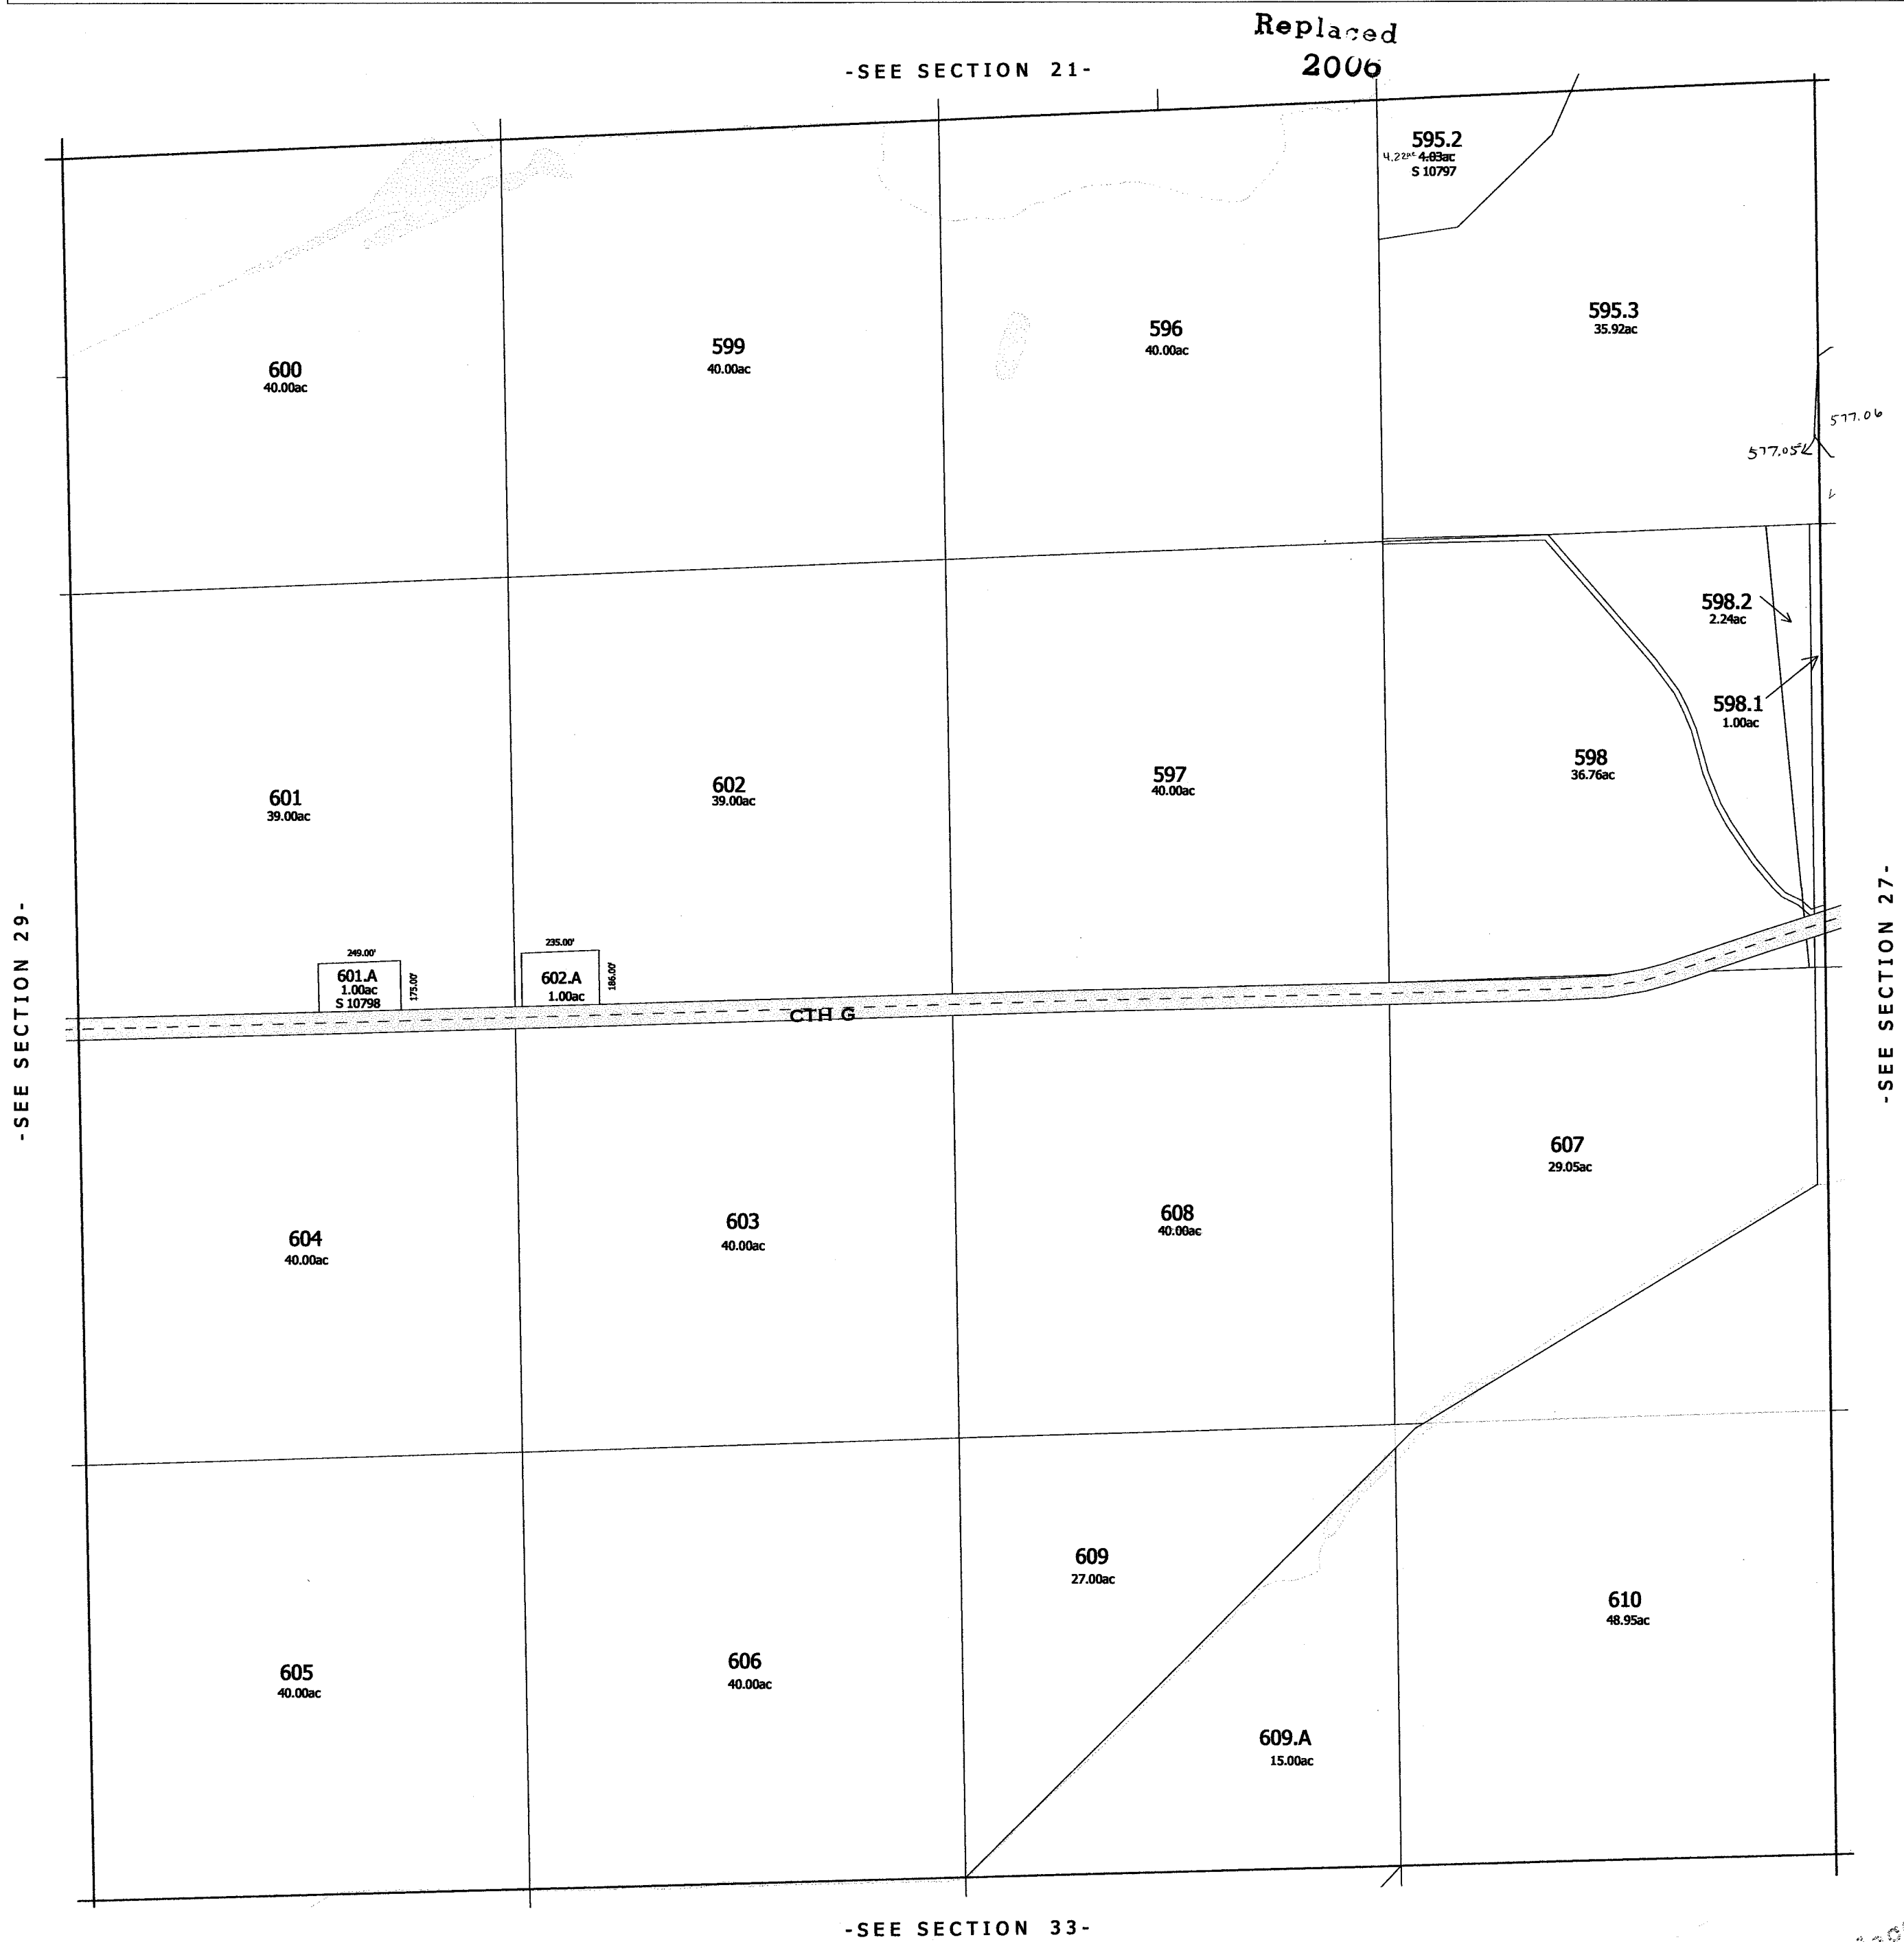 Replaced
2006
-SEE SECTION 21-
595.2
4.22ac 4.03ac
S 10797
595.3
35.92ac
596
40.00ac
599
40.00ac
600
40.00ac
577.06
577.05
598.2
2.24ac
598.1
1.00ac
598
36.76ac
597
40.00ac
602
39.00ac
601
39.00ac
-SEE SECTION 29-
-SEE SECTION 27-
249.00'
601.A
1.00ac
S 10798
175.00'
235.00'
602.A
1.00ac
186.00'
CTH G
607
29.05ac
608
40.00ac
603
40.00ac
604
40.00ac
609
27.00ac
610
48.95ac
606
40.00ac
605
40.00ac
609.A
15.00ac
-SEE SECTION 33-